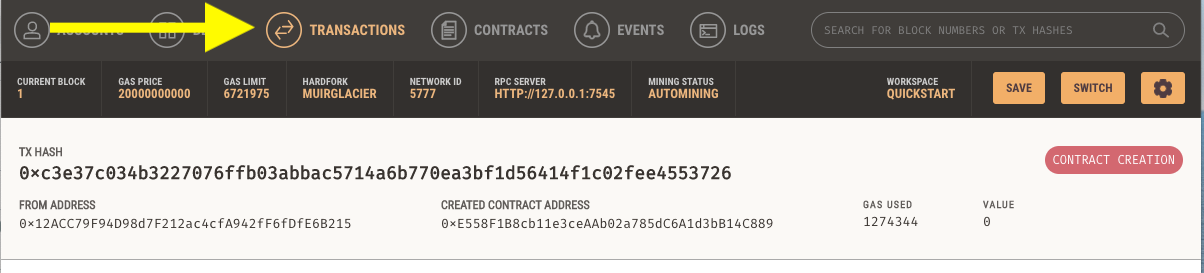 TRANSACTIONS
CONTRACTS
EVENTS
LOGS
SEARCH FOR BLOCK NUMBERS OR TX HASHES
CURRENT BLOCK
1
GAS PRICE
20000000000
GAS LIMIT
6721975
HARDFORK
MUIRGLACIER
NETWORK ID
5777
RPC SERVER
HTTP://127.0.0.1:7545
MINING STATUS
AUTOMINING
WORKSPACE
QUICKSTART
SAVE
SWITCH
TX HASH
0×c3e37c034b3227076ffb03abbac5714a6b770ea3bf1d56414f1c02fee4553726
CONTRACT CREATION
FROM ADDRESS
0×12ACC79F94D98d7F212ac4cfA942fF6fDfE6B215
CREATED CONTRACT ADDRESS
0×E558F1B8cb11e3ceAAb02a785dC6A1d3bB14C889
GAS USED
1274344
VALUE
0